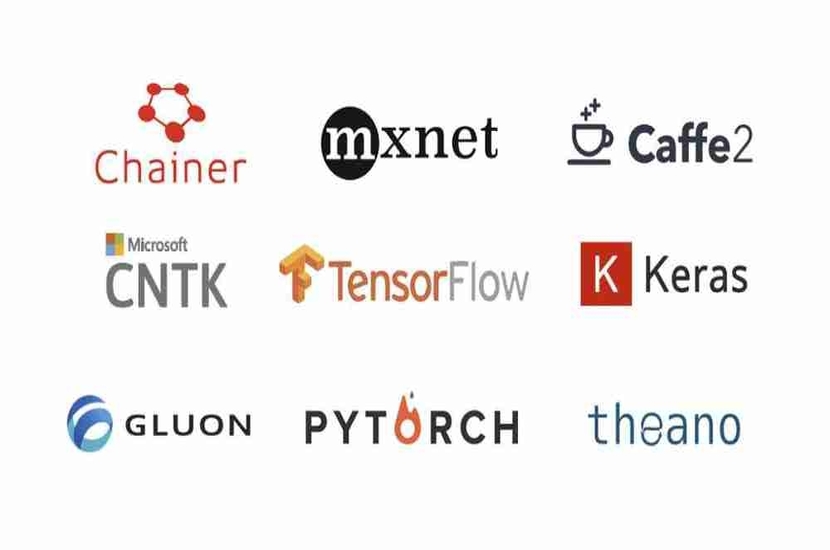 Chainer
mxnet
Caffe2
Microsoft
CNTK
TensorFlow
K Keras
GLUON
PYTORCH
theano